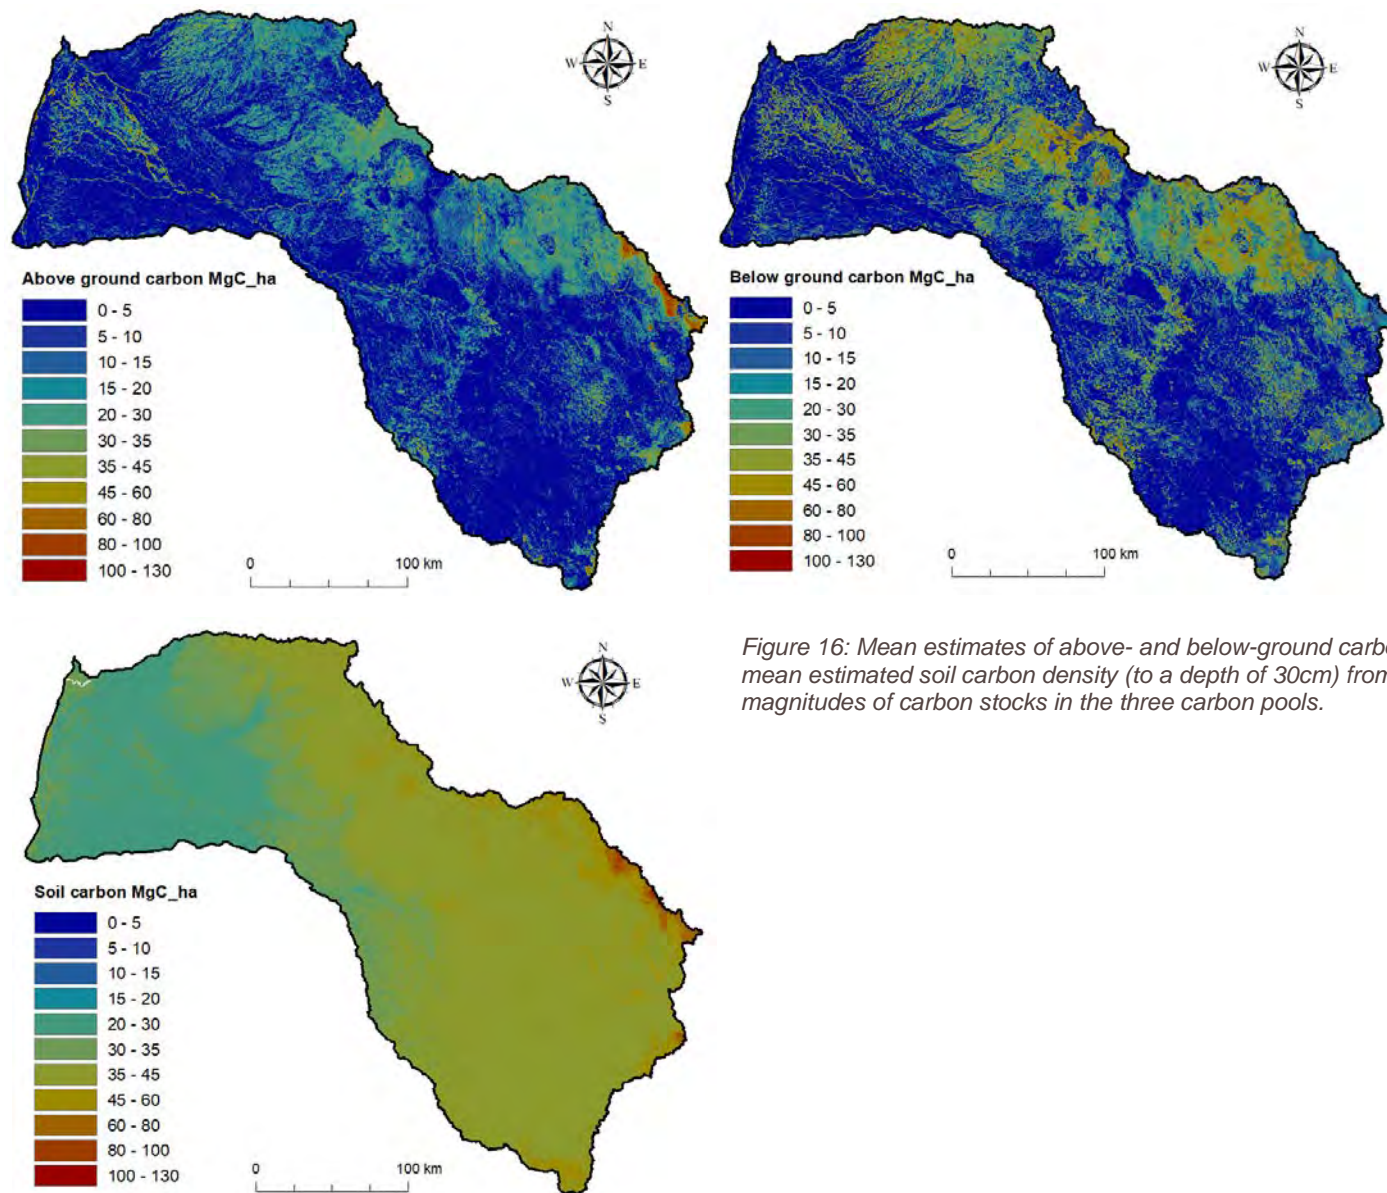 N
W E
S
Above ground carbon MgC_ha
0 - 5
5 - 10
10 - 15
15 - 20
20 - 30
30 - 35
35 - 45
45 - 60
60 - 80
80 - 100
100 - 130
0 100 km
N
W E
S
Below ground carbon MgC_ha
0 - 5
5 - 10
10 - 15
15 - 20
20 - 30
30 - 35
35 - 45
45 - 60
60 - 80
80 - 100
100 - 130
0 100 km
N
W E
S
Soil carbon MgC_ha
0 - 5
5 - 10
10 - 15
15 - 20
20 - 30
30 - 35
35 - 45
45 - 60
60 - 80
80 - 100
100 - 130
0 100 km
Figure 16: Mean estimates of above- and below-ground carb
mean estimated soil carbon density (to a depth of 30cm) from
magnitudes of carbon stocks in the three carbon pools.